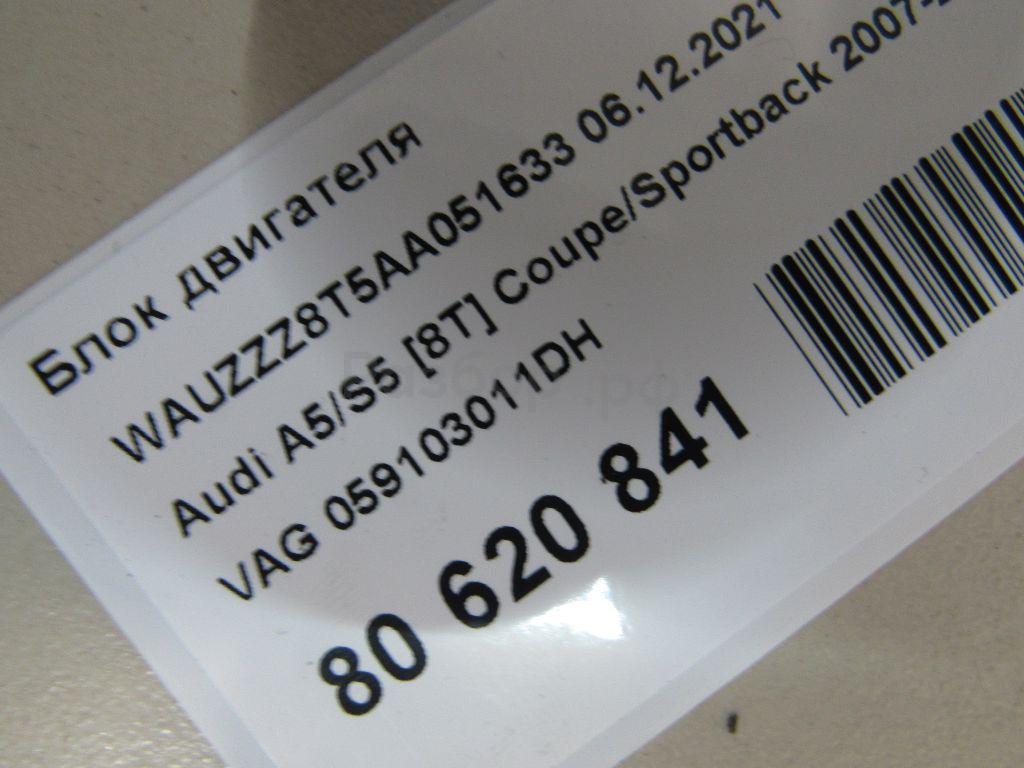 Блок двигателя
WAUZZZ8T5AA051633 06.12.2021
Audi A5/S5 [8T] Coupe/Sportback 2007-
VAG 059103011DH
80 620 841